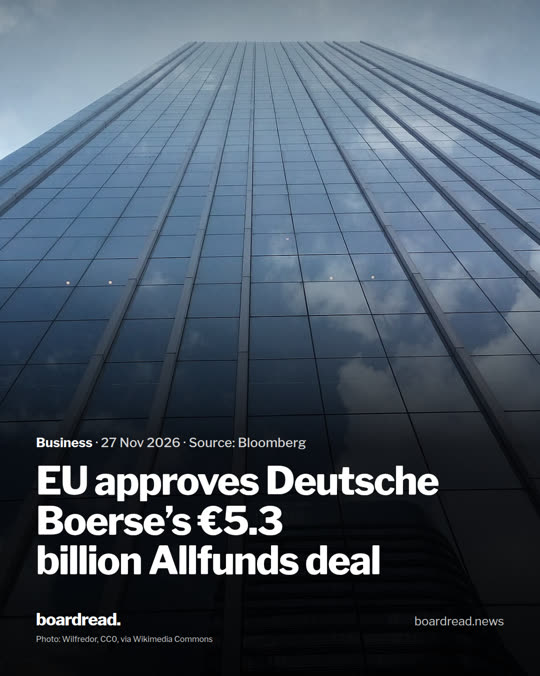 Business · 27 Nov 2026 · Source: Bloomberg
EU approves Deutsche
Boerse’s €5.3
billion Allfunds deal
boardread.
boardread.news
Photo: Wilfredor, CC0, via Wikimedia Commons